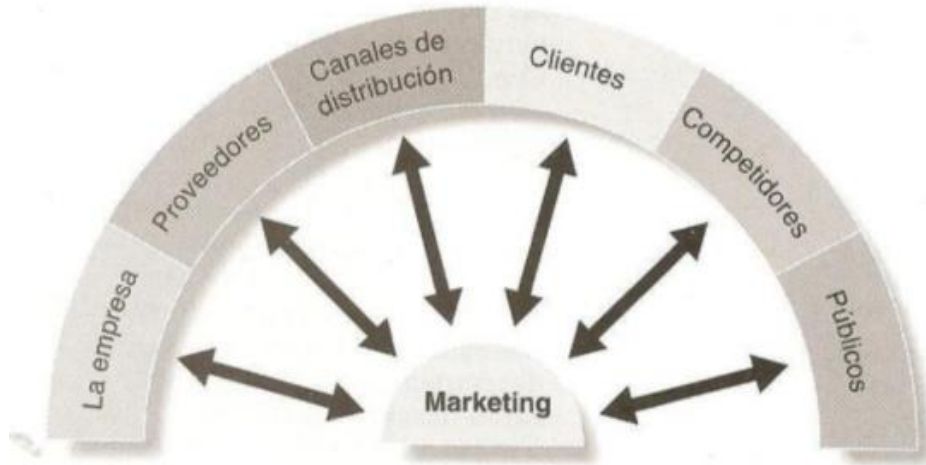 La empresa
Proveedores
Canales de
distribución
Clientes
Competidores
Públicos
Marketing